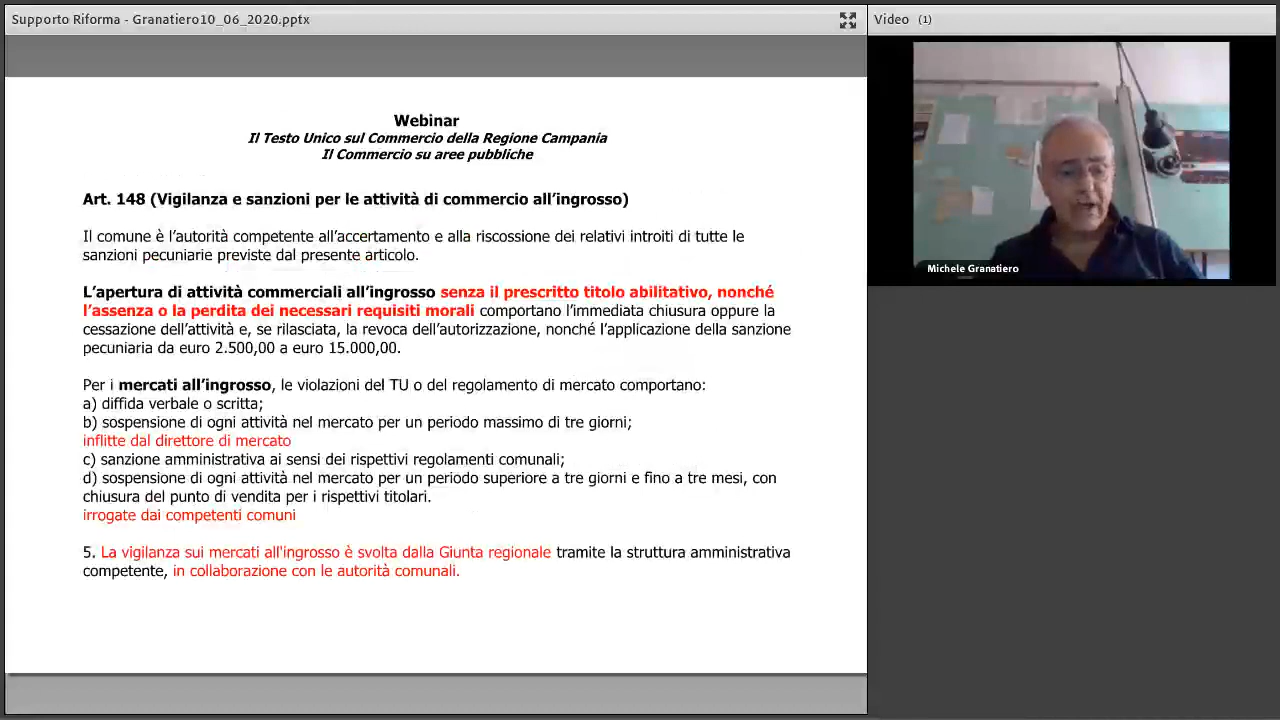 Supporto Riforma - Granatiero10_06_2020.pptx
Video (1)
Webinar
Il Testo Unico sul Commercio della Regione Campania
Il Commercio su aree pubbliche
Art. 148 (Vigilanza e sanzioni per le attività di commercio all’ingrosso)
Il comune è l’autorità competente all’accertamento e alla riscossione dei relativi introiti di tutte le
sanzioni pecuniarie previste dal presente articolo.
L’apertura di attività commerciali all’ingrosso senza il prescritto titolo abilitativo, nonché
l’assenza o la perdita dei necessari requisiti morali comportano l’immediata chiusura oppure la
cessazione dell’attività e, se rilasciata, la revoca dell’autorizzazione, nonché l’applicazione della sanzione
pecuniaria da euro 2.500,00 a euro 15.000,00.
Per i mercati all’ingrosso, le violazioni del TU o del regolamento di mercato comportano:
a) diffida verbale o scritta;
b) sospensione di ogni attività nel mercato per un periodo massimo di tre giorni;
inflitte dal direttore di mercato
c) sanzione amministrativa ai sensi dei rispettivi regolamenti comunali;
d) sospensione di ogni attività nel mercato per un periodo superiore a tre giorni e fino a tre mesi, con
chiusura del punto di vendita per i rispettivi titolari.
irrogate dai competenti comuni
5. La vigilanza sui mercati all'ingrosso è svolta dalla Giunta regionale tramite la struttura amministrativa
competente, in collaborazione con le autorità comunali.
Michele Granatiero